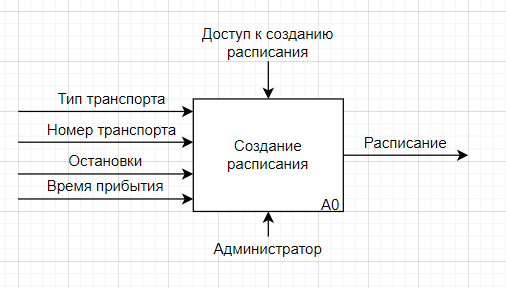 Доступ к созданию
расписания
Тип транспорта
Номер транспорта
Остановки
Время прибытия
Создание
расписания
A0
Расписание
Администратор